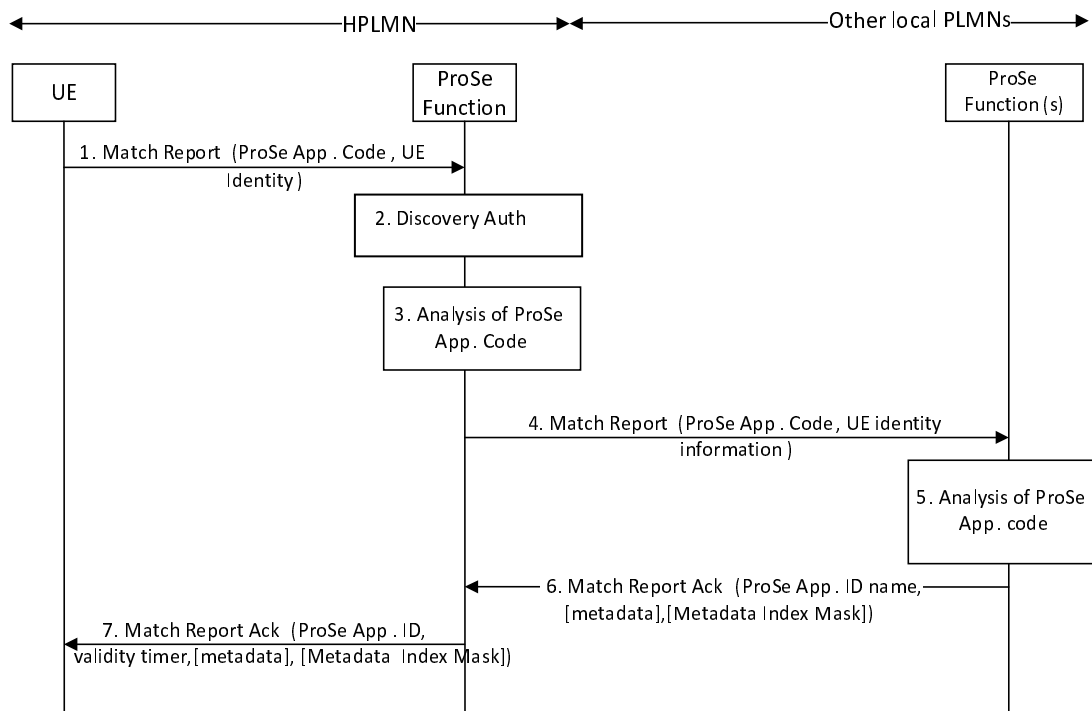 HPLMN
Other local PLMNs
UE
ProSe
Function
ProSe
Function (s)
1. Match Report (ProSe App . Code , UE
Identity )
2. Discovery Auth
3. Analysis of ProSe
App . Code
4. Match Report (ProSe App . Code, UE identity
information )
5. Analysis of ProSe
App. code
6. Match Report Ack (ProSe App . ID name,
[metadata],[Metadata Index Mask])
7. Match Report Ack (ProSe App . ID,
validity timer,[metadata], [Metadata Index Mask])